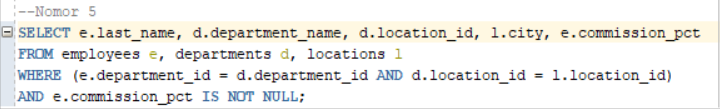 --Nomor 5
SELECT e.last_name, d.department_name, d.location_id, l.city, e.commission_pct
FROM employees e, departments d, locations l
WHERE (e.department_id = d.department_id AND d.location_id = l.location_id)
AND e.commission_pct IS NOT NULL;